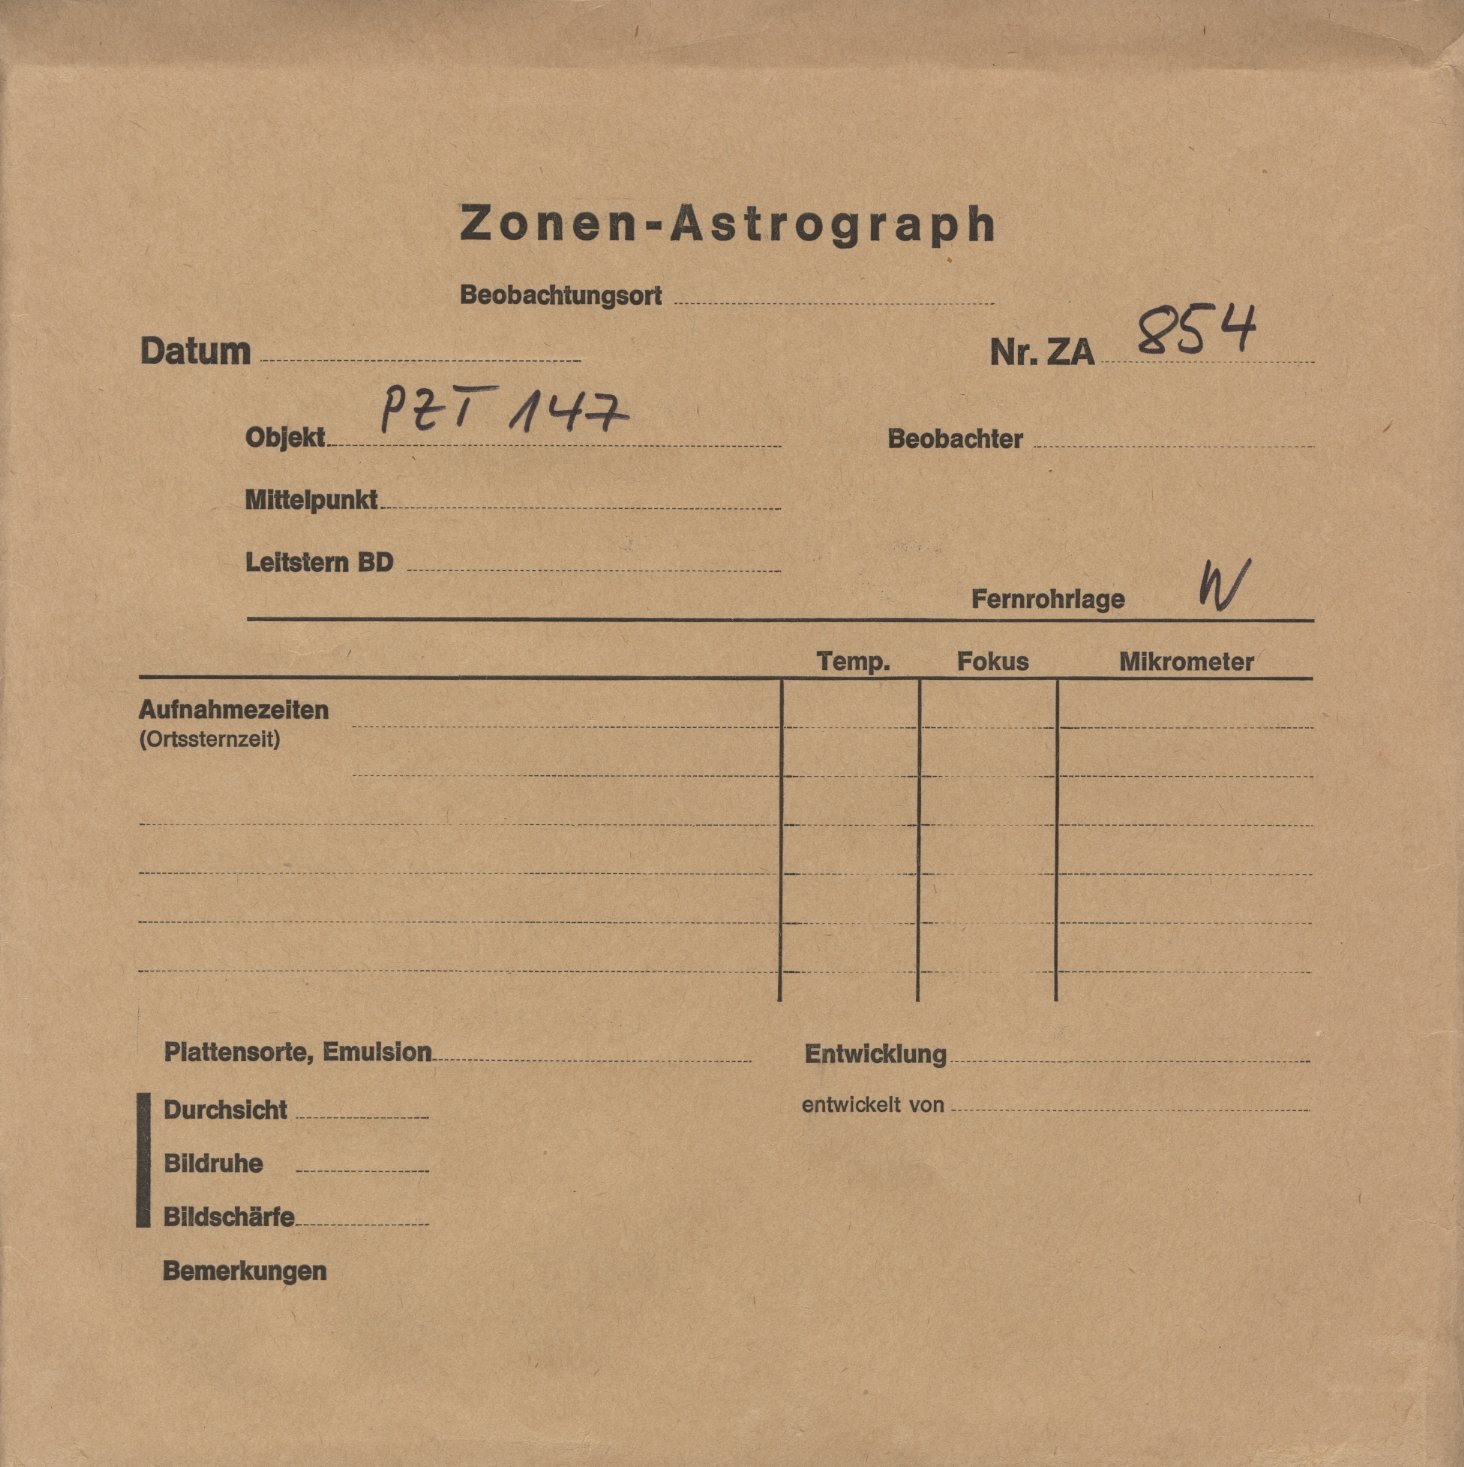 Zonen-Astrograph
Beobachtungsort
Datum
Nr. ZA 854
Objekt PZT 147
Beobachter
Mittelpunkt
Leitstern BD
Fernrohrlage W
Temp. Fokus Mikrometer
Aufnahmezeiten
(Ortssternzeit)
Plattensorte, Emulsion
Entwicklung
Durchsicht
entwickelt von
Bildruhe
Bildschärfe
Bemerkungen